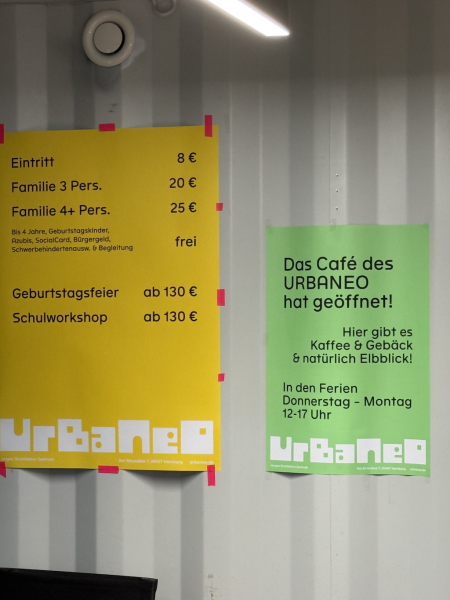 Eintritt 8 €
Familie 3 Pers. 20 €
Familie 4+ Pers. 25 €
Bis 4 Jahre, Geburtstagskinder,
Azubis, SocialCard, Bürgergeld,
Schwerbehindertenausw. & Begleitung
frei
Geburtstagsfeier ab 130 €
Schulworkshop ab 130 €
urbaneo
Das Café des
URBANEO
hat geöffnet!
Hier gibt es
Kaffee & Gebäck
& natürlich Elbblick!
In den Ferien
Donnerstag - Montag
12-17 Uhr
urbaneo